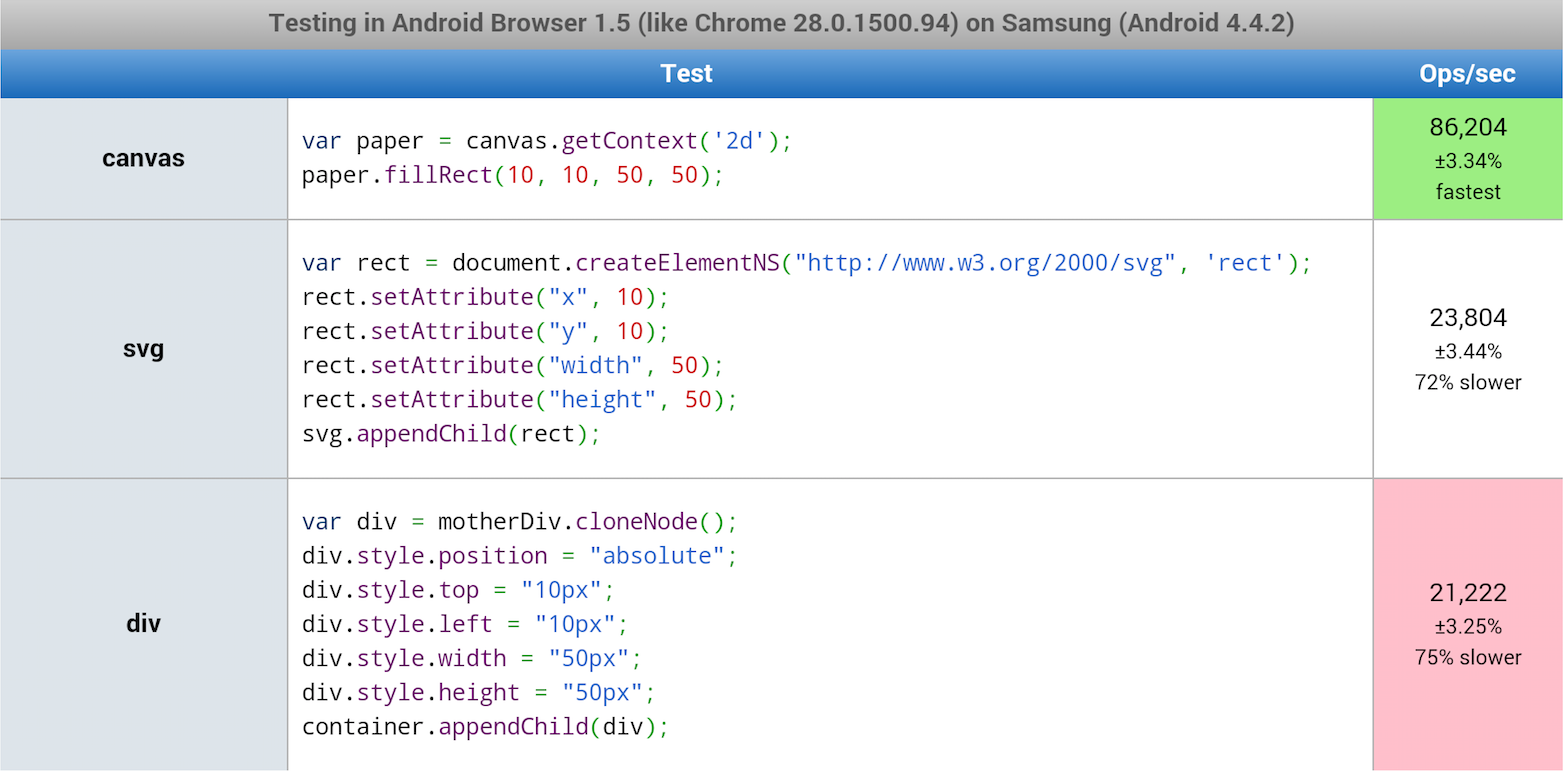 Testing in Android Browser 1.5 (like Chrome 28.0.1500.94) on Samsung (Android 4.4.2)
Test Ops/sec
canvas
var paper = canvas.getContext('2d');
paper.fillRect(10, 10, 50, 50);
86,204
±3.34%
fastest
svg
var rect = document.createElementNS("http://www.w3.org/2000/svg", 'rect');
rect.setAttribute("x", 10);
rect.setAttribute("y", 10);
rect.setAttribute("width", 50);
rect.setAttribute("height", 50);
svg.appendChild(rect);
23,804
±3.44%
72% slower
div
var div = motherDiv.cloneNode();
div.style.position = "absolute";
div.style.top = "10px";
div.style.left = "10px";
div.style.width = "50px";
div.style.height = "50px";
container.appendChild(div);
21,222
±3.25%
75% slower